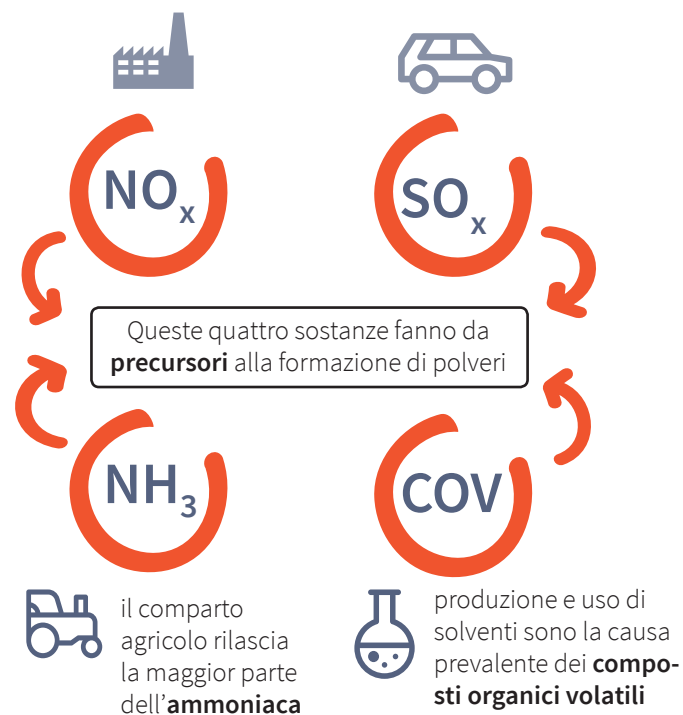 NOx
SOx
Queste quattro sostanze fanno da
precursori alla formazione di polveri
NH3
COV
il comparto
agricolo rilascia
la maggior parte
dell'ammoniaca
produzione e uso di
solventi sono la causa
prevalente dei compo-
sti organici volatili